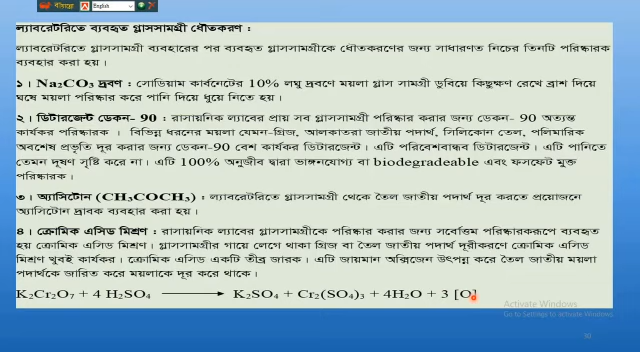 English
ল্যাবরেটরিতে ব্যবহৃত গ্লাসসামগ্রী ধৌতকরণ :
ল্যাবরেটরিতে গ্লাসসামগ্রী ব্যবহারের পর ব্যবহৃত গ্লাসসামগ্রীকে ধৌতকরণের জন্য সাধারণত নিচের তিনটি পরিষ্কারক
ব্যবহার করা হয়।
১। Na₂CO₃ দ্রবণ : সোডিয়াম কার্বনেটের 10% লঘু দ্রবণে ময়লা গ্লাস সামগ্রী ডুবিয়ে কিছুক্ষণ রেখে ব্রাশ দিয়ে
ঘষে ময়লা পরিষ্কার করে পানি দিয়ে ধুয়ে নিতে হয়।
২। ডিটারজেন্ট ডেকন- 90 : রাসায়নিক ল্যাবের প্রায় সব গ্লাসসামগ্রী পরিষ্কার করার জন্য ডেকন- 90 অত্যন্ত
কার্যকর পরিষ্কারক । বিভিন্ন ধরনের ময়লা যেমন-গ্রিজ, আলকাতরা জাতীয় পদার্থ, সিলিকোন তেল, পলিমারিক
অবশেষ প্রভৃতি দূর করার জন্য ডেকন-90 বেশ কার্যকর ডিটারজেন্ট। এটি পরিবেশবান্ধব ডিটারজেন্ট। এটি পানিতে
তেমন দূষণ সৃষ্টি করে না। এটি 100% অনুজীব দ্বারা ভাঙ্গনযোগ্য বা biodegradeable এবং ফসফেট মুক্ত
পরিষ্কারক।
৩। অ্যাসিটোন (CH₃COCH₃) : ল্যাবরেটরিতে গ্লাসসামগ্রী থেকে তৈল জাতীয় পদার্থ দূর করতে প্রয়োজনে
অ্যাসিটোন দ্রাবক ব্যবহার করা হয়।
৪। ক্রোমিক এসিড মিশ্রণ : রাসায়নিক ল্যাবের গ্লাসসামগ্রীকে পরিষ্কার করার জন্য সর্বোত্তম পরিষ্কারকরূপে ব্যবহৃত
হয় ক্রোমিক এসিড মিশ্রণ। গ্লাসসামগ্রীর গায়ে লেগে থাকা গ্রিজ বা তৈল জাতীয় পদার্থ দূরীকরণে ক্রোমিক এসিড
মিশ্রণ খুবই কার্যকর। ক্রোমিক এসিড একটি তীব্র জারক। এটি জায়মান অক্সিজেন উৎপন্ন করে তৈল জাতীয় ময়লা
পদার্থকে জারিত করে ময়লাকে দূর করে থাকে।
K₂Cr₂O₇ + 4 H₂SO₄ ⟶ K₂SO₄ + Cr₂(SO₄)₃ + 4H₂O + 3 [O]
Activate Windows
Go to Settings to activate Windows.